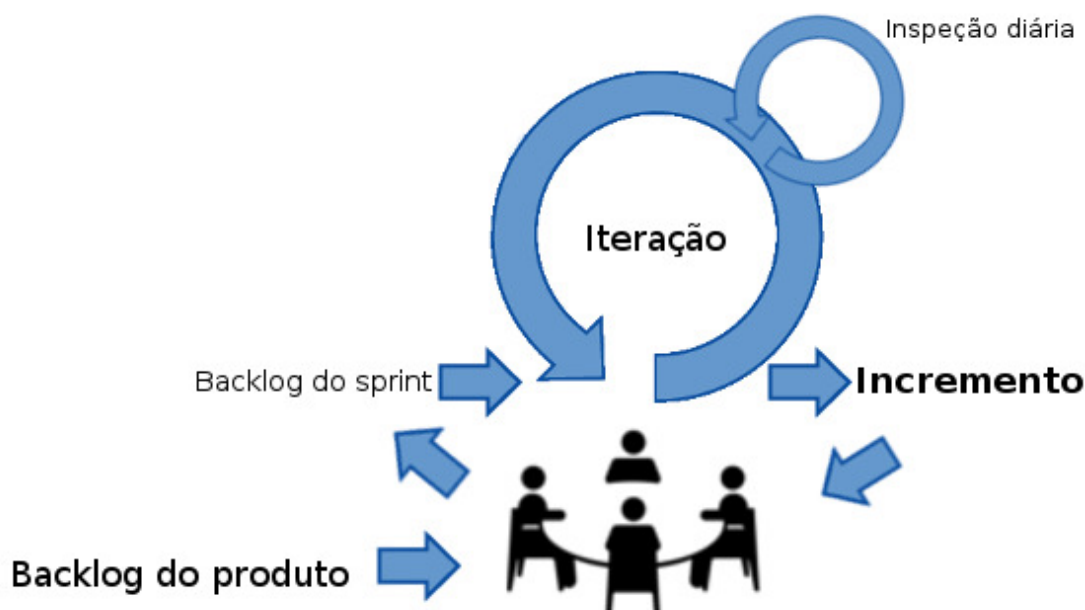 Inspeção diária
Iteração
Backlog do sprint
Incremento
Backlog do produto